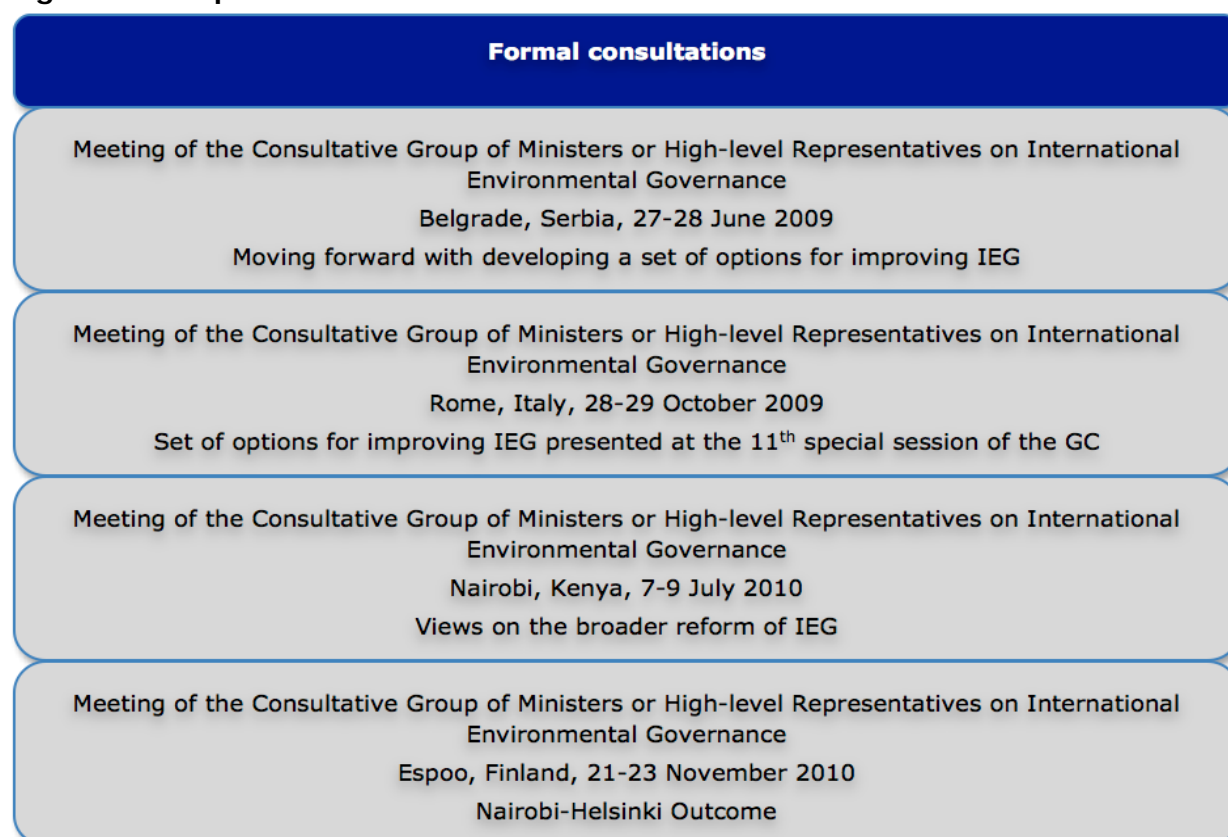 Formal consultations
Meeting of the Consultative Group of Ministers or High-level Representatives on International
Environmental Governance
Belgrade, Serbia, 27-28 June 2009
Moving forward with developing a set of options for improving IEG
Meeting of the Consultative Group of Ministers or High-level Representatives on International
Environmental Governance
Rome, Italy, 28-29 October 2009
Set of options for improving IEG presented at the 11th special session of the GC
Meeting of the Consultative Group of Ministers or High-level Representatives on International
Environmental Governance
Nairobi, Kenya, 7-9 July 2010
Views on the broader reform of IEG
Meeting of the Consultative Group of Ministers or High-level Representatives on International
Environmental Governance
Espoo, Finland, 21-23 November 2010
Nairobi-Helsinki Outcome